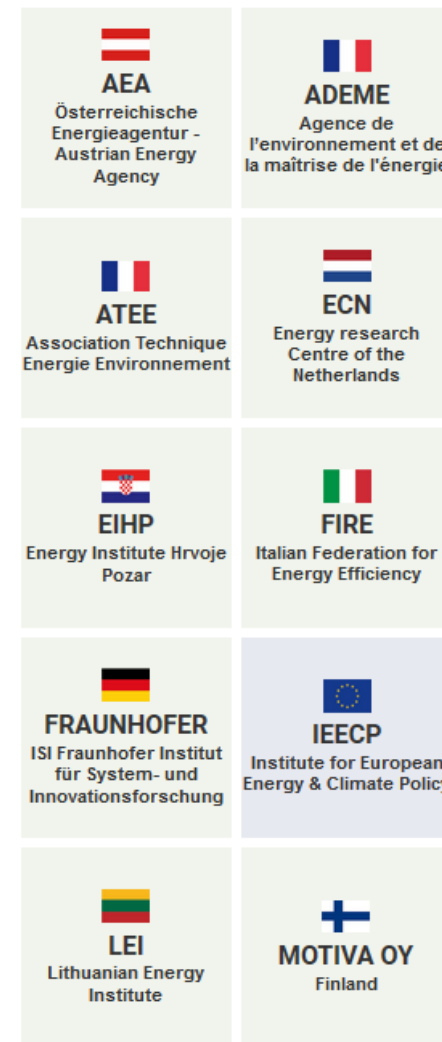 AEA
Österreichische
Energieagentur -
Austrian Energy
Agency
ADEME
Agence de
l'environnement et de
la maîtrise de l'énergie
ATEE
Association Technique
Energie Environnement
ECN
Energy research
Centre of the
Netherlands
EIHP
Energy Institute Hrvoje
Pozar
FIRE
Italian Federation for
Energy Efficiency
FRAUNHOFER
ISI Fraunhofer Institut
für System- und
Innovationsforschung
IEECP
Institute for European
Energy & Climate Policy
LEI
Lithuanian Energy
Institute
MOTIVA OY
Finland